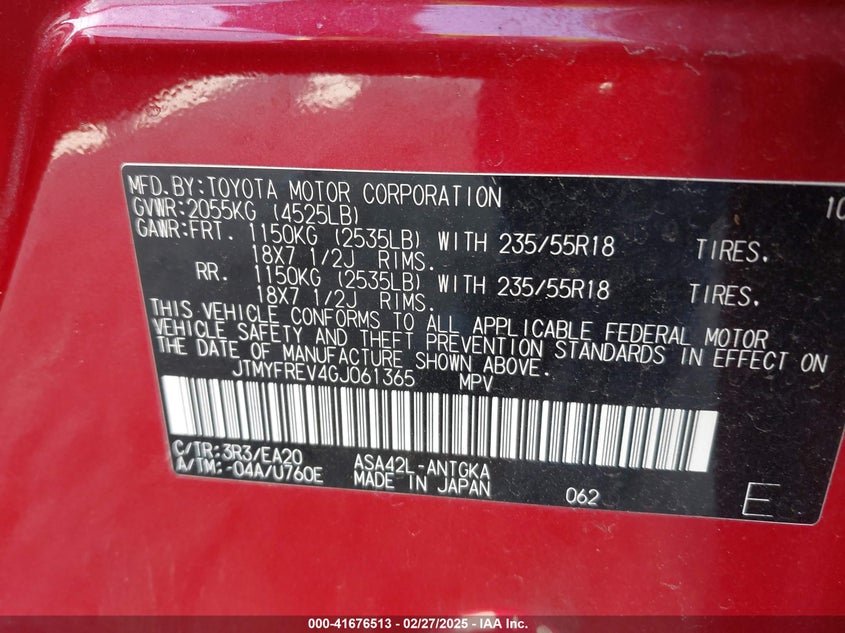 MFD. BY: TOYOTA MOTOR CORPORATION 10
GVWR: 2055KG (4525LB)
GAWR: FRT. 1150KG (2535LB) WITH 235/55R18 TIRES.
18X7 1/2J RIMS.
RR. 1150KG (2535LB) WITH 235/55R18 TIRES.
18X7 1/2J RIMS.
THIS VEHICLE CONFORMS TO ALL APPLICABLE FEDERAL MOTOR
VEHICLE SAFETY AND THEFT PREVENTION STANDARDS IN EFFECT ON
THE DATE OF MANUFACTURE SHOWN ABOVE.
JTMYFREV4GJ061365 MPV
C/TR: 3R3/EA20 ASA42L-ANTGKA
A/TM: -04A/U760E MADE IN JAPAN 062 E
000-41676513 - 02/27/2025 - IAA Inc.